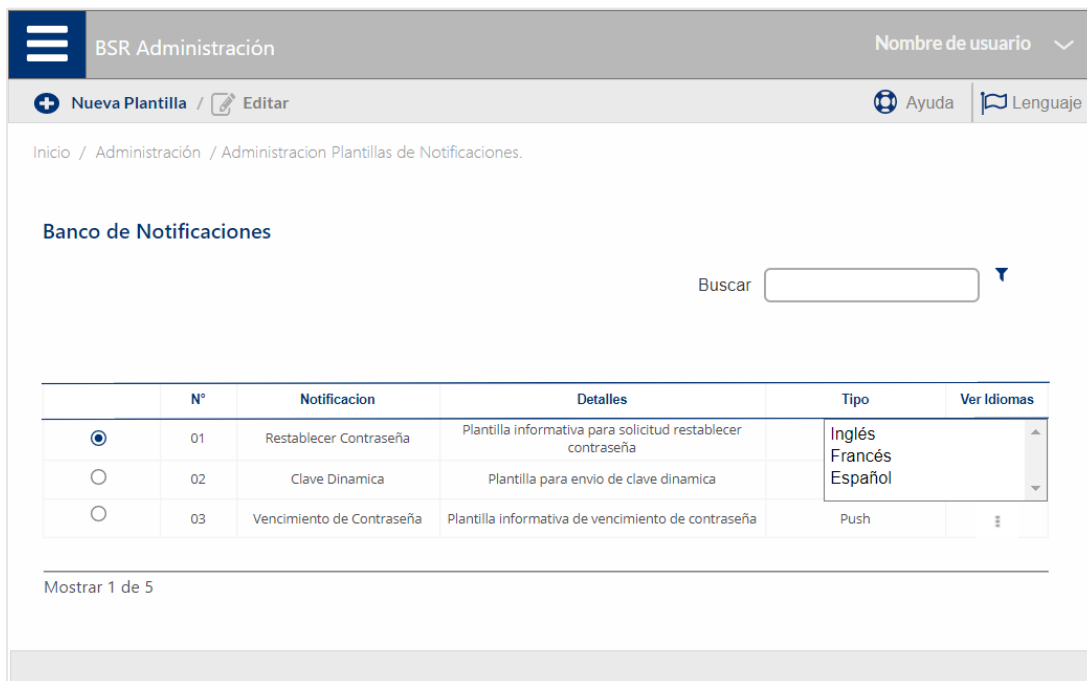 BSR Administración
Nombre de usuario
Nueva Plantilla / Editar
Ayuda
Lenguaje
Inicio / Administración / Administracion Plantillas de Notificaciones.
Banco de Notificaciones
Buscar
N° Notificacion Detalles Tipo Ver Idiomas
01 Restablecer Contraseña Plantilla informativa para solicitud restablecer
contraseña
Inglés
Francés
Español
02 Clave Dinamica Plantilla para envio de clave dinamica
03 Vencimiento de Contraseña Plantilla informativa de vencimiento de contraseña Push
Mostrar 1 de 5